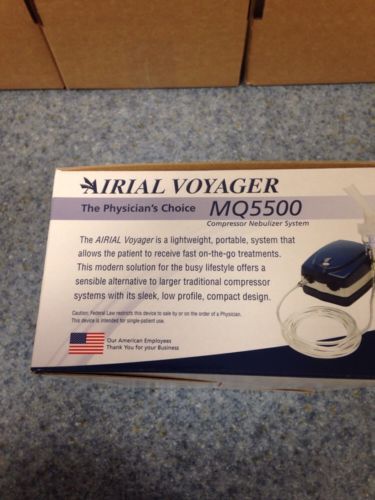 AIRIAL VOYAGER
The Physician's Choice MQ5500
Compressor Nebulizer System
The AIRIAL Voyager is a lightweight, portable, system that
allows the patient to receive fast on-the-go treatments.
This modern solution for the busy lifestyle offers a
sensible alternative to larger traditional compressor
systems with its sleek, low profile, compact design.
Caution: Federal Law restricts this device to sale by or on the order of a Physician.
This device is intended for single-patient use.
Our American Employees
Thank You for your Business